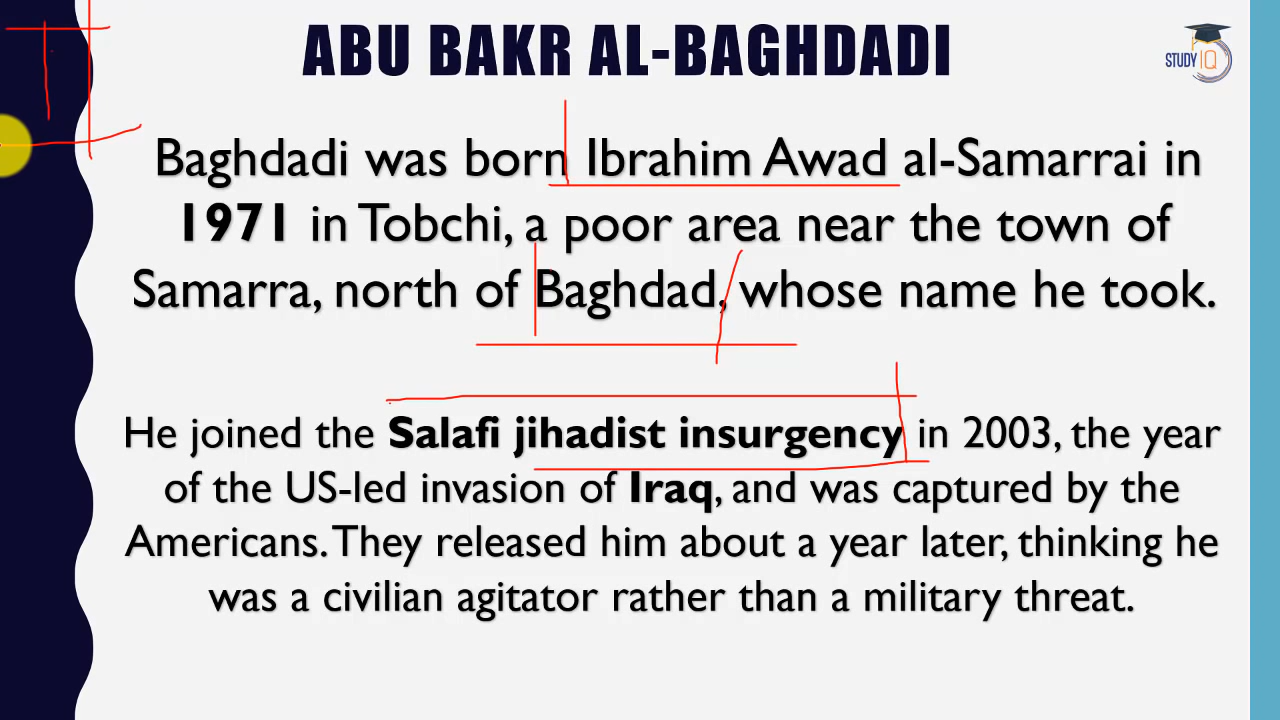 ABU BAKR AL-BAGHDADI
STUDY IQ
Baghdadi was born Ibrahim Awad al-Samarrai in
1971 in Tobchi, a poor area near the town of
Samarra, north of Baghdad, whose name he took.
He joined the Salafi jihadist insurgency in 2003, the year
of the US-led invasion of Iraq, and was captured by the
Americans. They released him about a year later, thinking he
was a civilian agitator rather than a military threat.